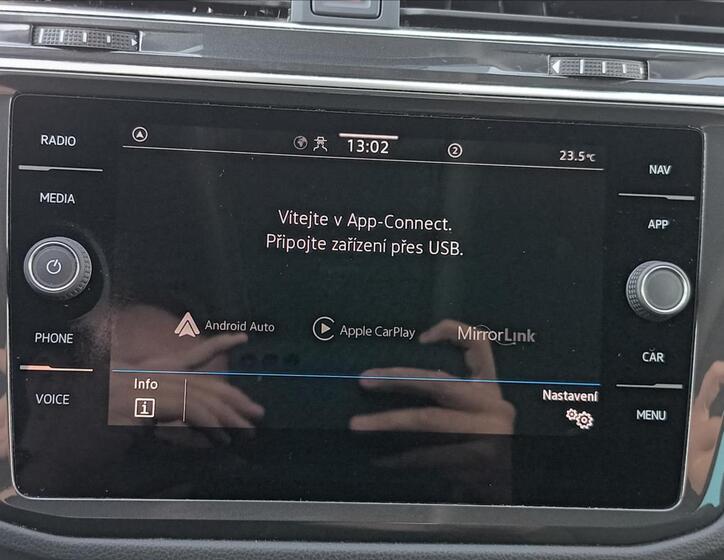 RADIO
MEDIA
PHONE
VOICE
13:02
2
23.5°C
Vítejte v App-Connect.
Připojte zařízení přes USB.
Android Auto
Apple CarPlay
MirrorLink
Info
i
Nastavení
NAV
APP
CAR
MENU